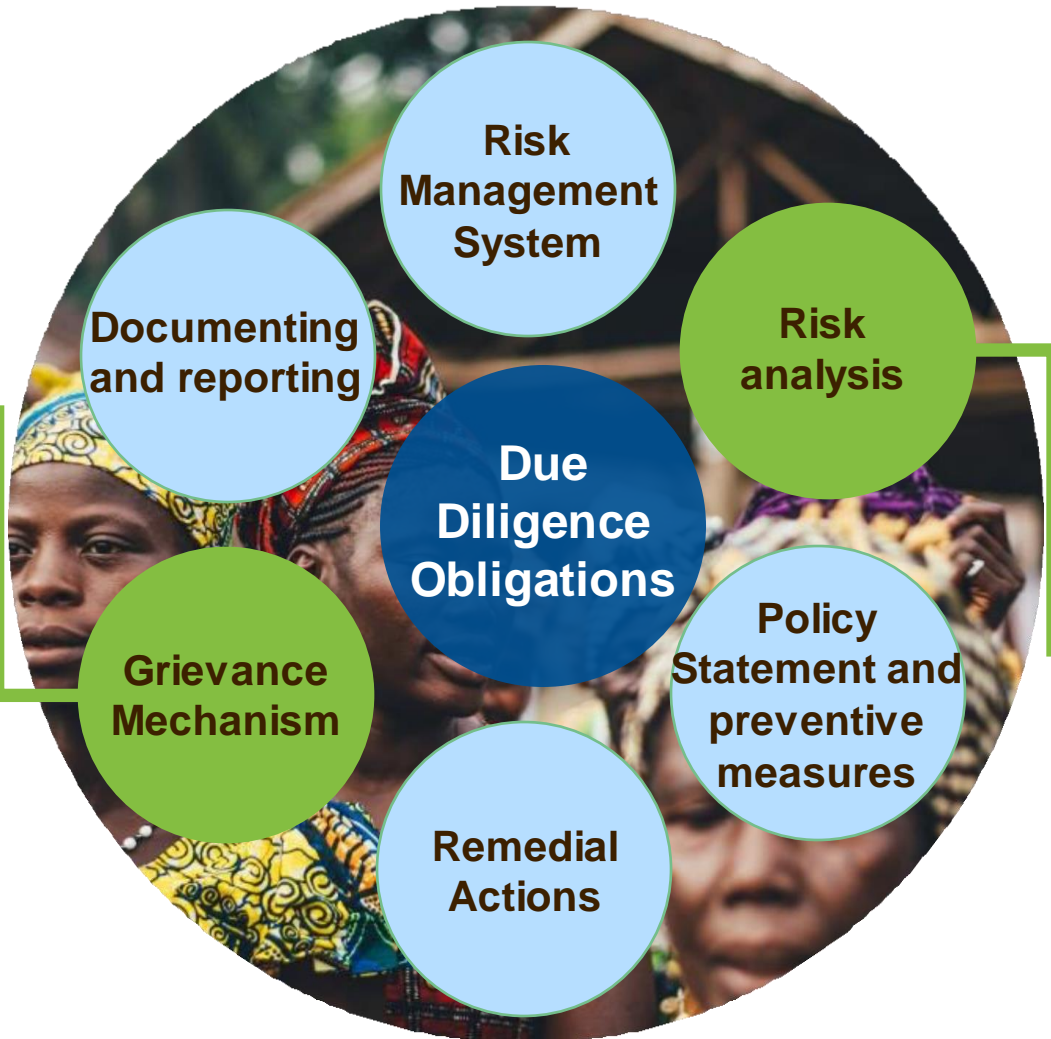 Risk
Management
System
Risk
analysis
Documenting
and reporting
Due
Diligence
Obligations
Policy
Statement and
preventive
measures
Grievance
Mechanism
Remedial
Actions